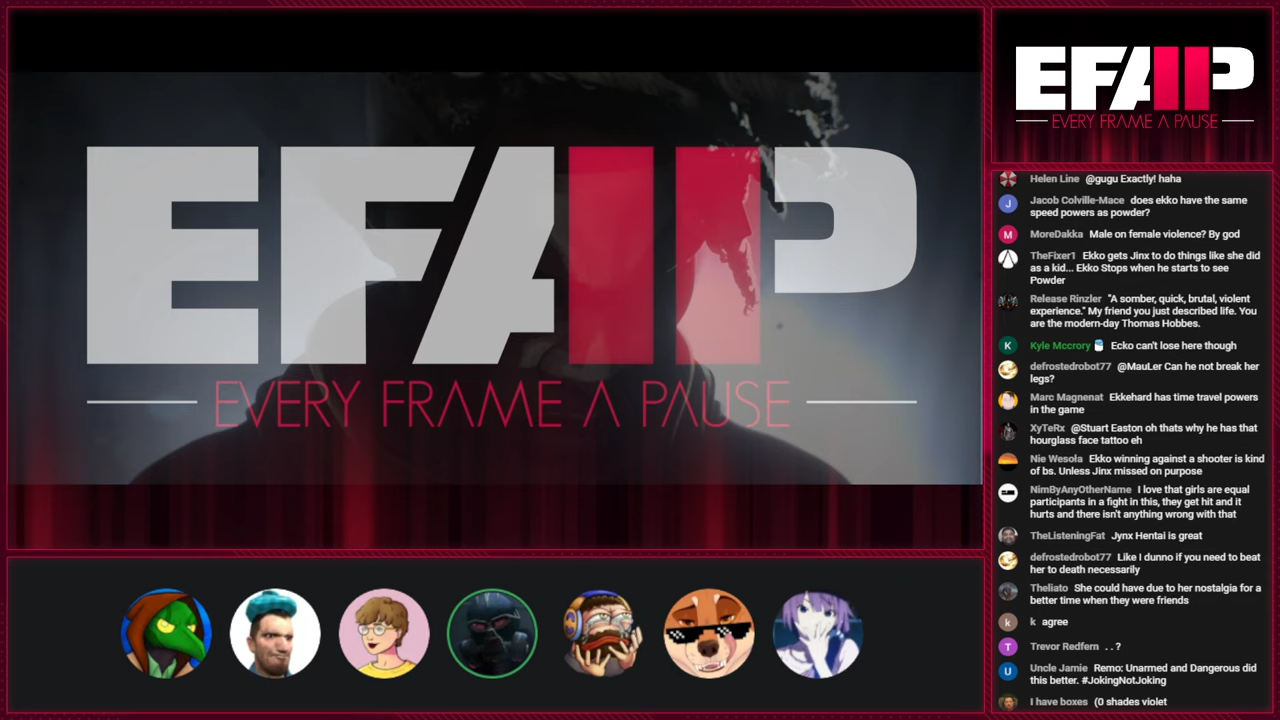 EFAP
EVERY FRAME A PAUSE
EFAP
EVERY FRAME A PAUSE
Helen Line @gugu Exactly! haha
J
Jacob Colville-Mace does ekko have the same
speed powers as powder?
M
MoreDakka Male on female violence? By god
TheFixer1 Ekko gets Jinx to do things like she did
as a kid... Ekko Stops when he starts to see
Powder
Release Rinzler "A somber, quick, brutal, violent
experience." My friend you just described life. You
are the modern-day Thomas Hobbes.
K
Kyle Mccrory Ecko can't lose here though
defrostedrobot77 @MauLer Can he not break her
legs?
Marc Magnenat Ekkehard has time travel powers
in the game
XyTeRx @Stuart Easton oh thats why he has that
hourglass face tattoo eh
Nie Wesoła Ekko winning against a shooter is kind
of bs. Unless Jinx missed on purpose
NimByAnyOtherName I love that girls are equal
participants in a fight in this, they get hit and it
hurts and there isn't anything wrong with that
TheListeningFat Jynx Hentai is great
defrostedrobot77 Like I dunno if you need to beat
her to death necessarily
Theliato She could have due to her nostalgia for a
better time when they were friends
k
k agree
T
Trevor Redfern . . ?
U
Uncle Jamie Remo: Unarmed and Dangerous did
this better. #JokingNotJoking
I have boxes (0 shades violet